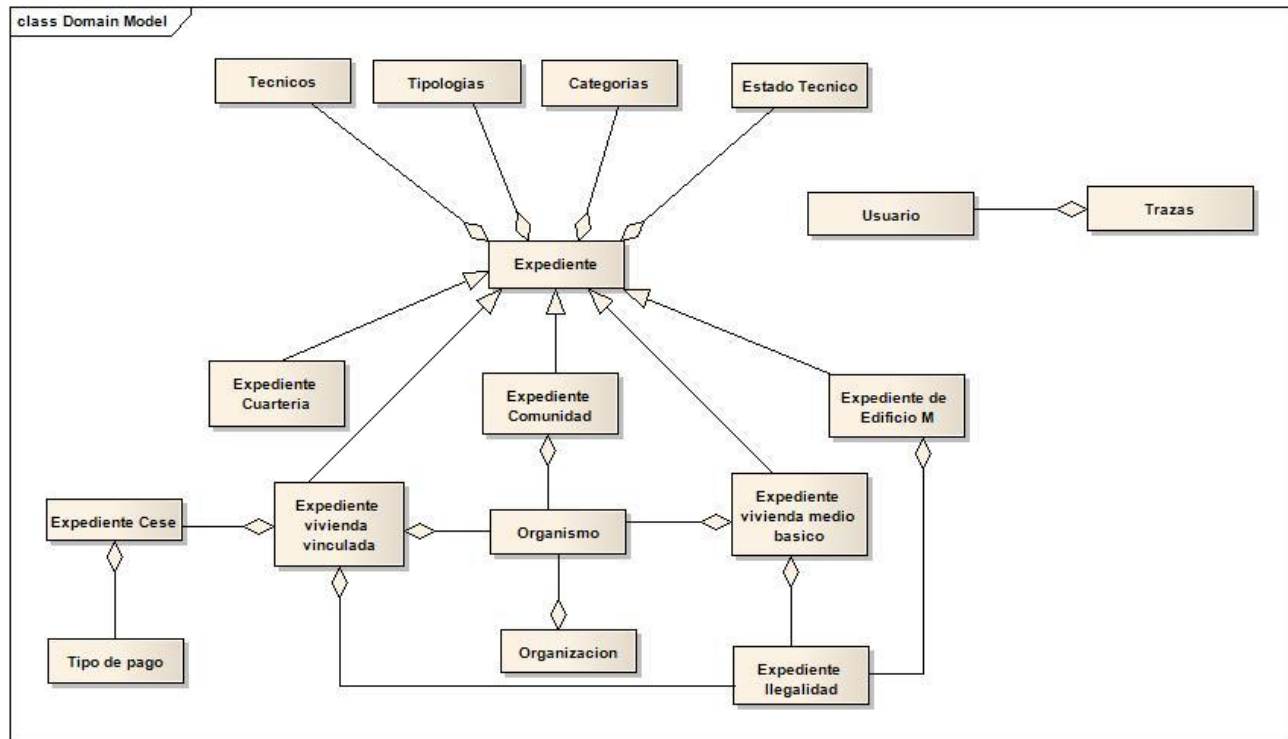 class Domain Model
Tecnicos
Tipologias
Categorias
Estado Tecnico
Usuario
Trazas
Expediente
Expediente
Cuarteria
Expediente
Comunidad
Expediente de
Edificio M
Expediente Cese
Expediente
vivienda
vinculada
Organismo
Expediente
vivienda medio
basico
Tipo de pago
Organizacion
Expediente
Ilegalidad